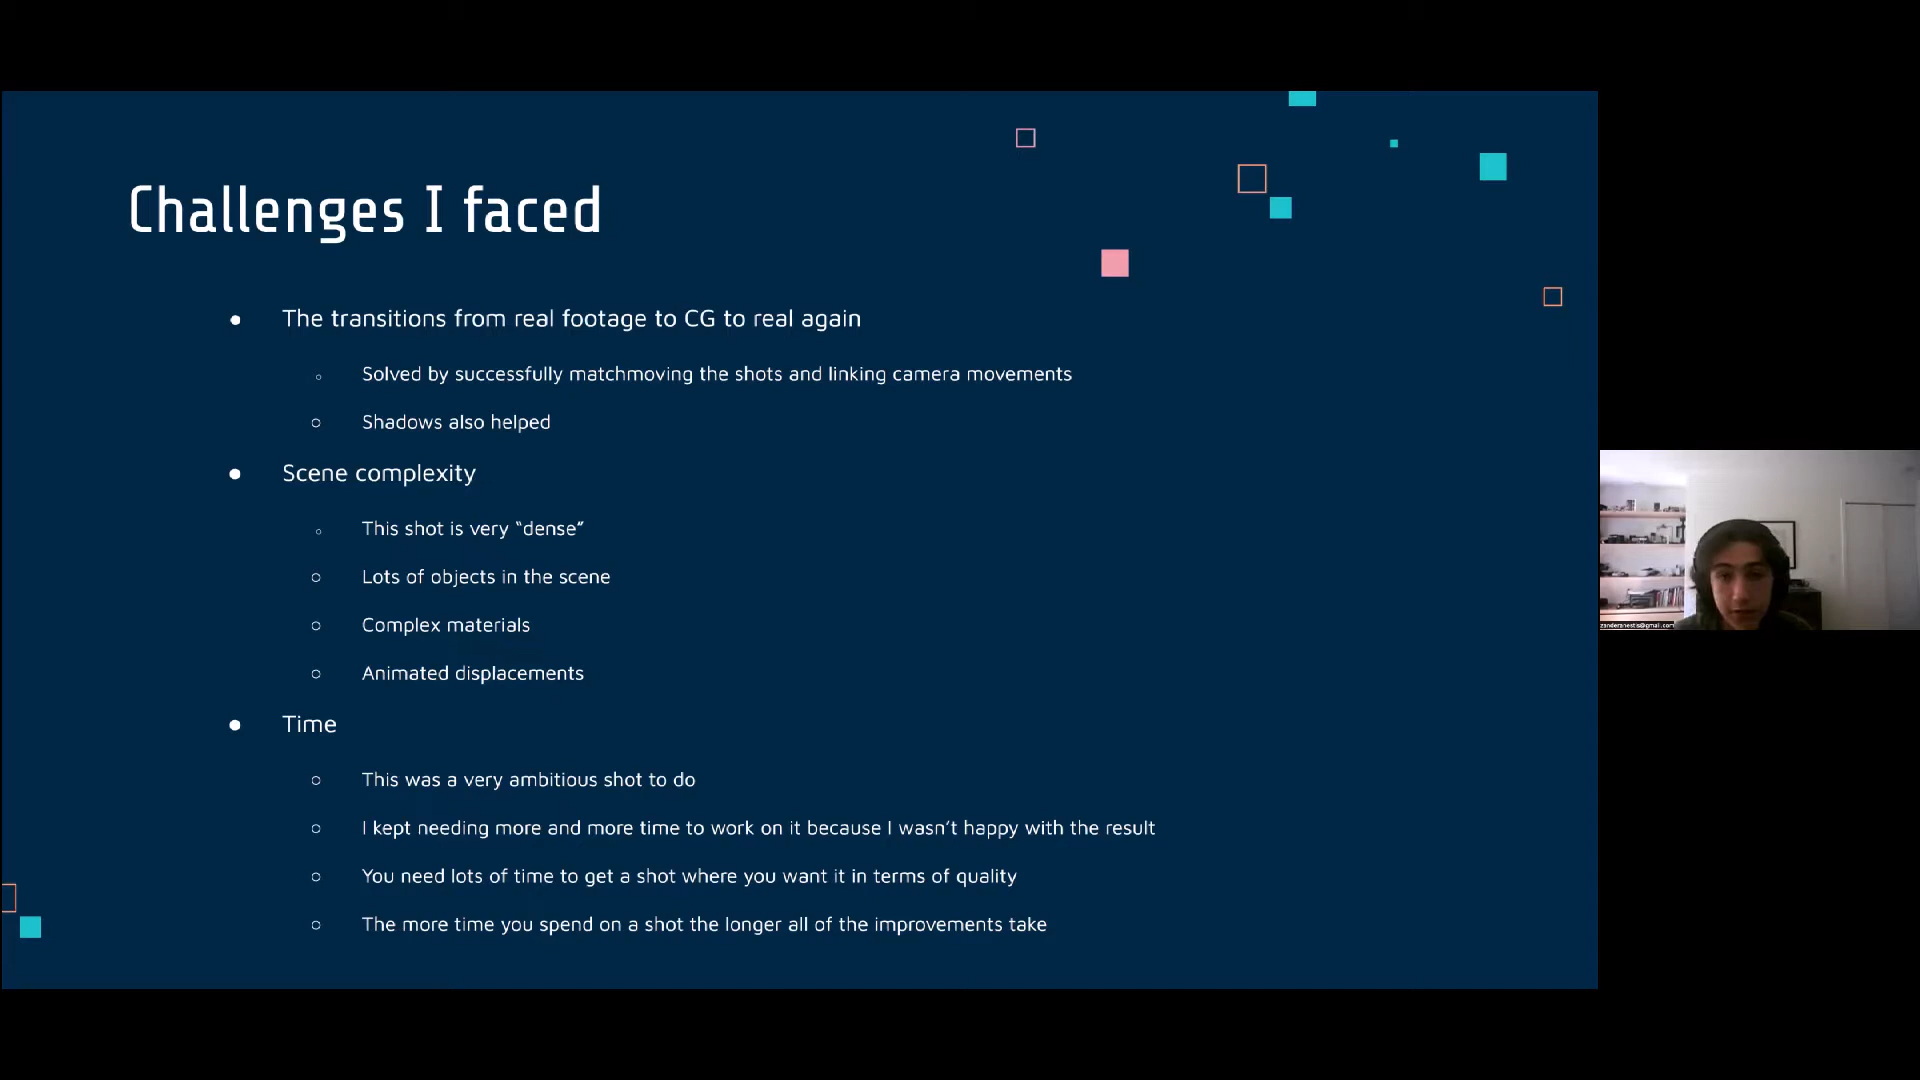 Challenges I faced
● The transitions from real footage to CG to real again
○ Solved by successfully matchmoving the shots and linking camera movements
○ Shadows also helped
● Scene complexity
○ This shot is very “dense”
○ Lots of objects in the scene
○ Complex materials
○ Animated displacements
● Time
○ This was a very ambitious shot to do
○ I kept needing more and more time to work on it because I wasn’t happy with the result
○ You need lots of time to get a shot where you want it in terms of quality
○ The more time you spend on a shot the longer all of the improvements take
zanderanestis@gmail.com